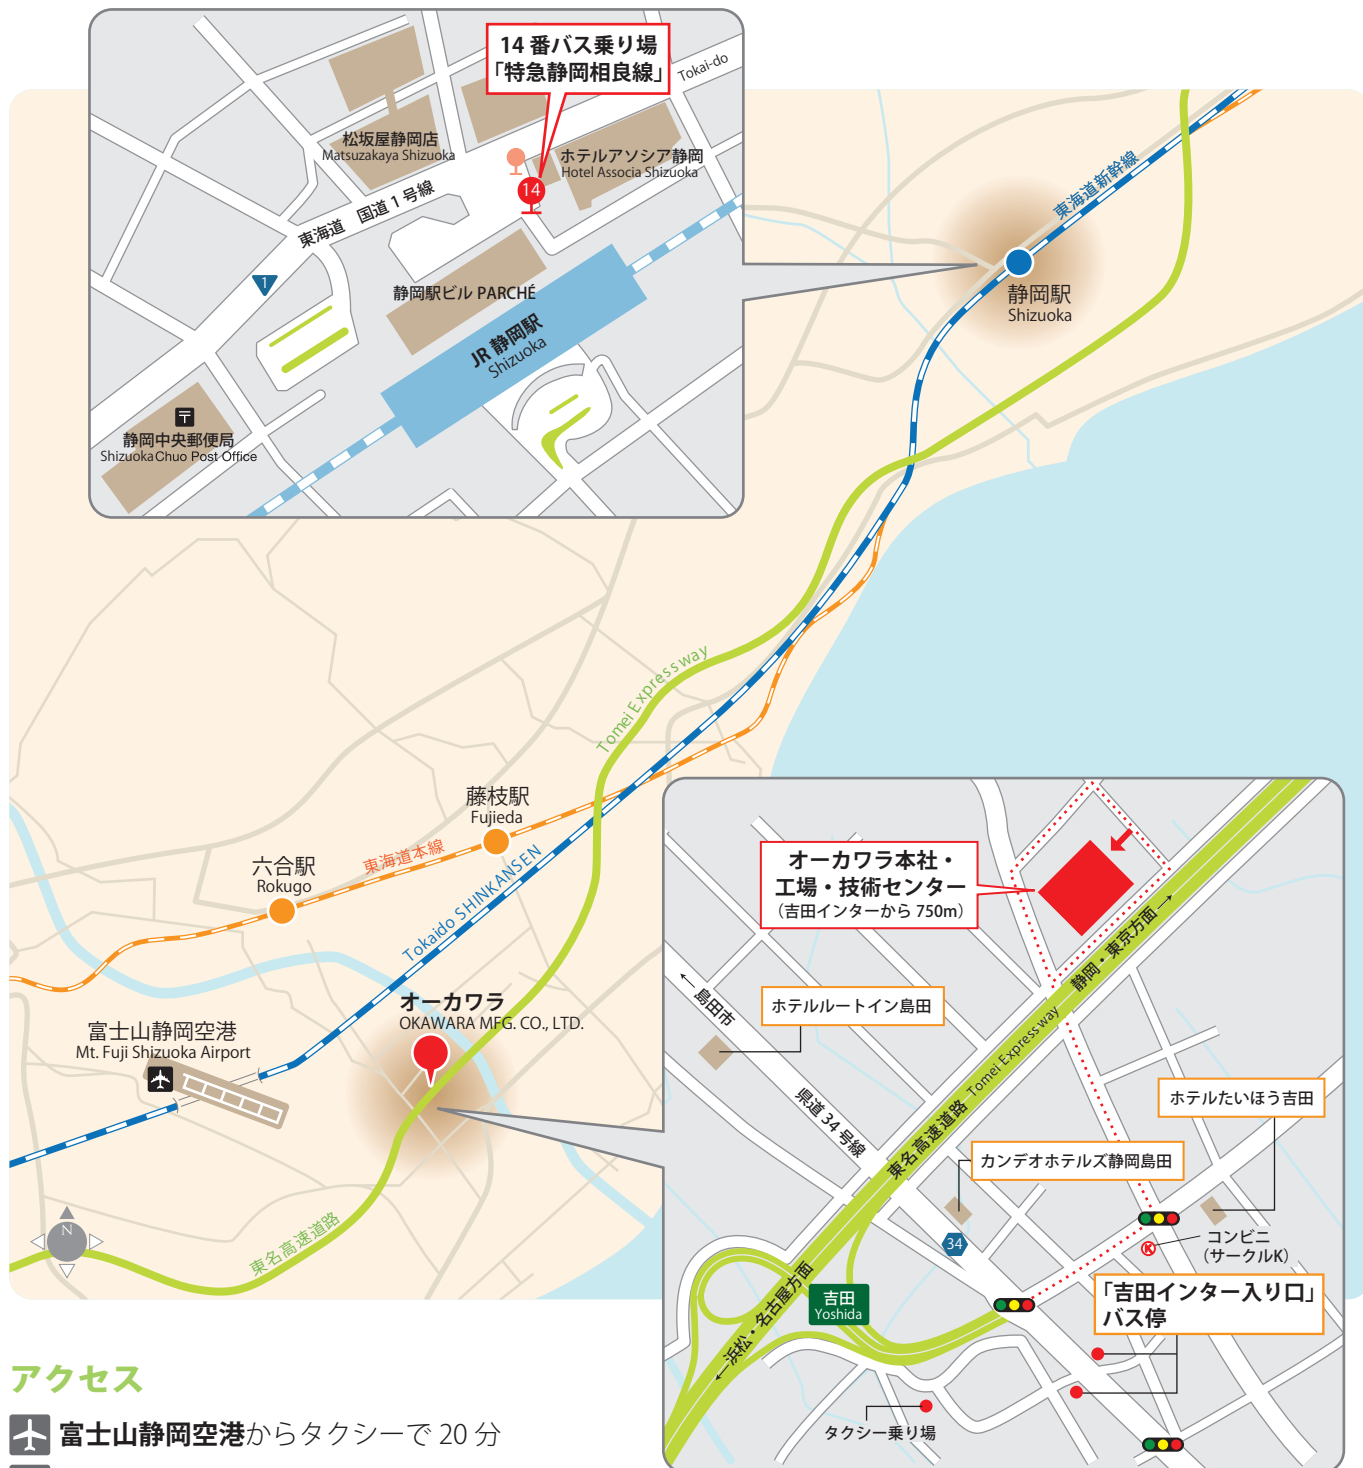 14 番バス乗り場
「特急静岡相良線」
Tokai-do
松坂屋静岡店
Matsuzakaya Shizuoka
ホテルアソシア静岡
Hotel Associa Shizuoka
14
東海道 国道 1 号線
1
静岡駅ビル PARCHÉ
JR 静岡駅
Shizuoka
〒
静岡中央郵便局
Shizuoka Chuo Post Office
東海道新幹線
静岡駅
Shizuoka
Tomei Expressway
藤枝駅
Fujieda
東海道本線
六合駅
Rokugo
Tokaido SHINKANSEN
オーカワラ
OKAWARA MFG. CO., LTD.
富士山静岡空港
Mt. Fuji Shizuoka Airport
N
東名高速道路
オーカワラ本社・
工場・技術センター
（吉田インターから 750m）
静岡・東京方面→
←島田市
ホテルルートイン島田
Tomei Expressway
東名高速道路
県道 34 号線
ホテルたいほう吉田
カンデオホテルズ静岡島田
34
K
コンビニ
（サークルK）
吉田
Yoshida
←浜松・名古屋方面
「吉田インター入り口」
バス停
タクシー乗り場
アクセス
富士山静岡空港からタクシーで 20 分